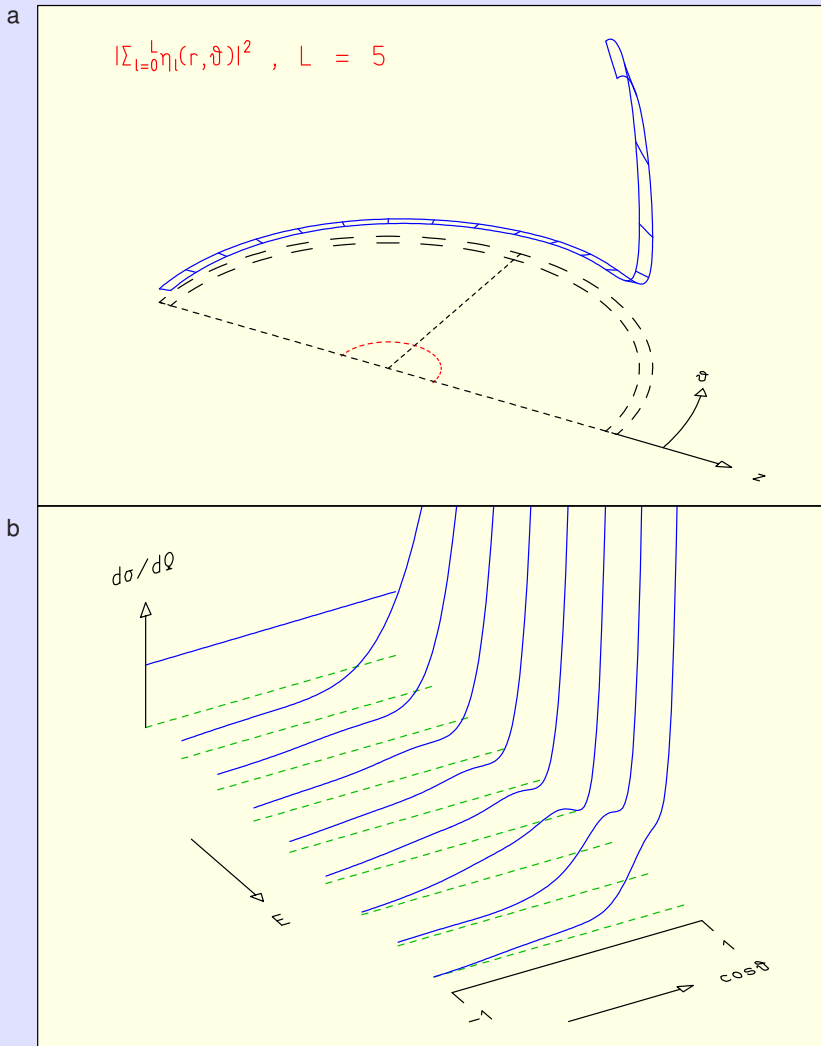 a
|Σ_{l=0}^{L} η_l(r,ϑ)|² , L = 5
ϑ
z
b
dσ/dΩ
E
-1
1
cosϑ